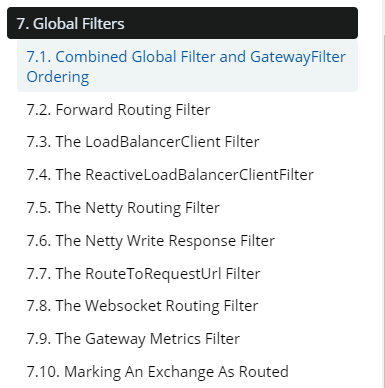 7. Global Filters
7.1. Combined Global Filter and GatewayFilter
Ordering
7.2. Forward Routing Filter
7.3. The LoadBalancerClient Filter
7.4. The ReactiveLoadBalancerClientFilter
7.5. The Netty Routing Filter
7.6. The Netty Write Response Filter
7.7. The RouteToRequestUrl Filter
7.8. The Websocket Routing Filter
7.9. The Gateway Metrics Filter
7.10. Marking An Exchange As Routed